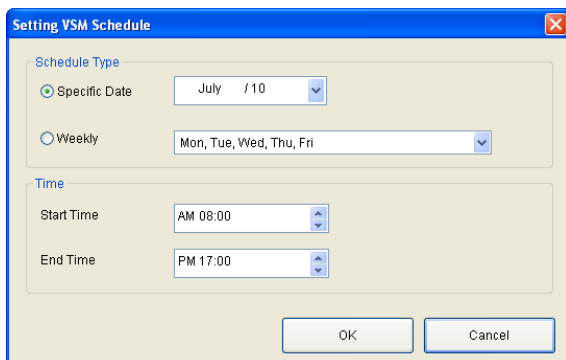 Setting VSM Schedule
Schedule Type
Specific Date July / 10
Weekly Mon, Tue, Wed, Thu, Fri
Time
Start Time AM 08:00
End Time PM 17:00
OK Cancel